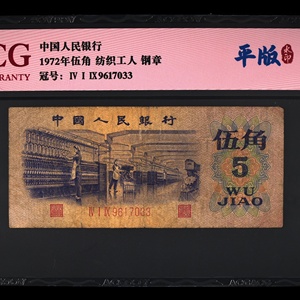 CG
RRANTY
中国人民银行
1972年伍角 纺织工人 钢章
冠号: IV I IX9617033
平版
中国人民银行
伍角
5
WU
JIAO
IV I IX9617033